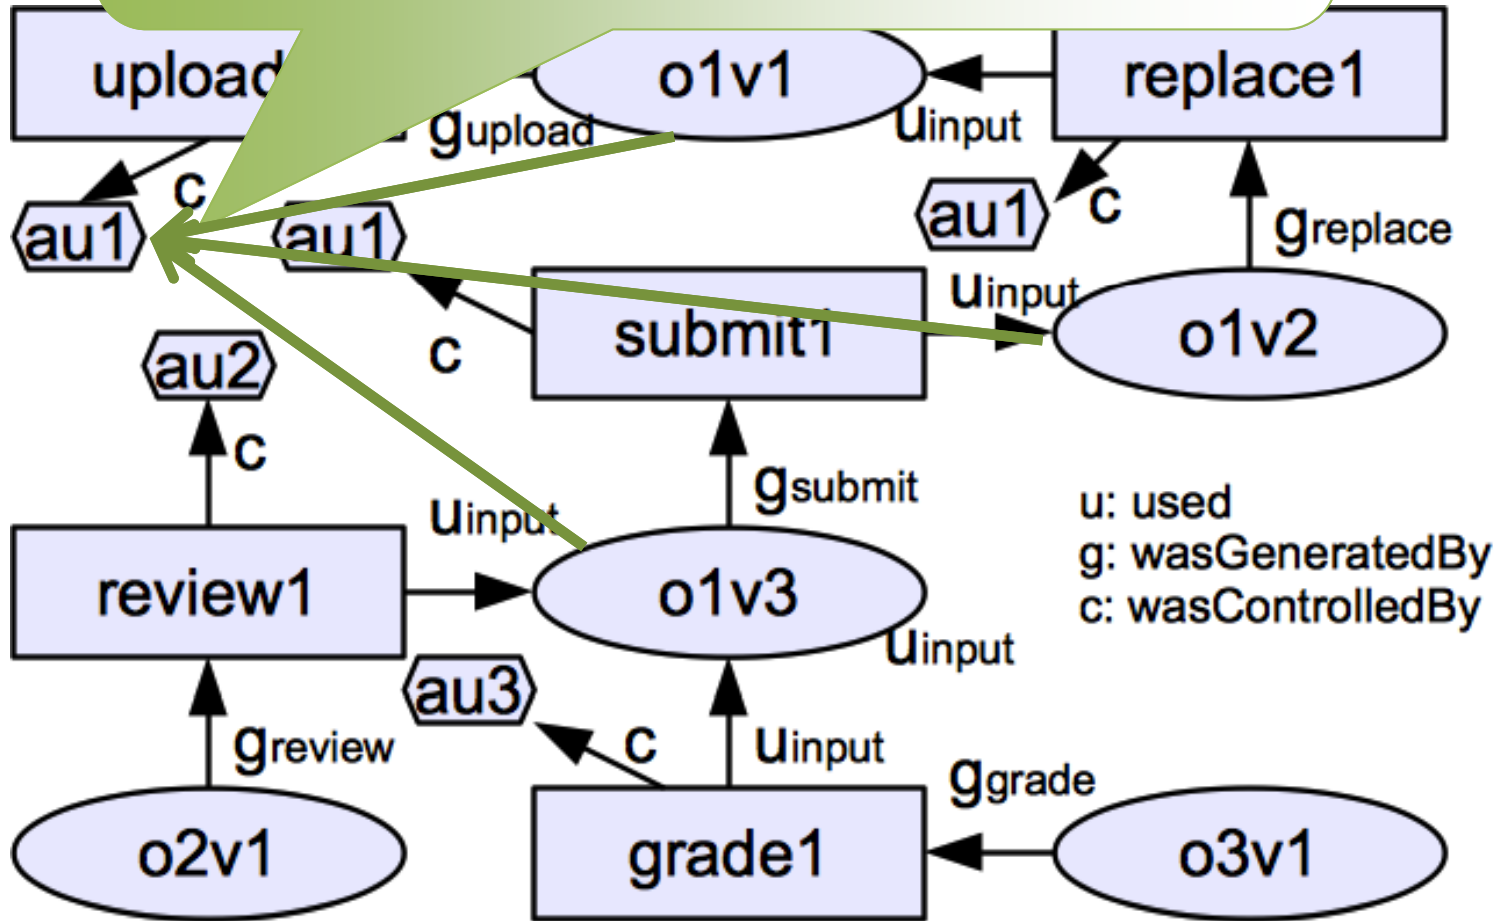 upload
o1v1
replace1
gupload
uinput
c
c
au1
au1
au1
greplace
uinput
submit1
o1v2
c
au2
c
gsubmit
uinput
u: used
g: wasGeneratedBy
c: wasControlledBy
review1
o1v3
uinput
au3
greview
c
uinput
ggrade
o2v1
grade1
o3v1